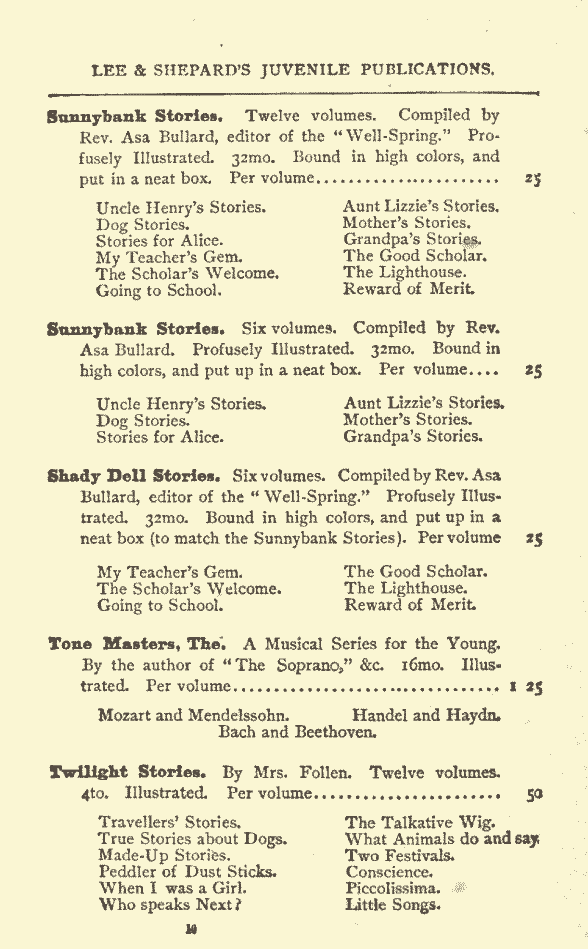 LEE & SHEPARD'S JUVENILE PUBLICATIONS.
Sunnybank Stories. Twelve volumes. Compiled by
Rev. Asa Bullard, editor of the "Well-Spring." Pro-
fusely Illustrated. 32mo. Bound in high colors, and
put in a neat box. Per volume........................ 25
Uncle Henry's Stories. Aunt Lizzie's Stories.
Dog Stories. Mother's Stories.
Stories for Alice. Grandpa's Stories.
My Teacher's Gem. The Good Scholar.
The Scholar's Welcome. The Lighthouse.
Going to School. Reward of Merit.
Sunnybank Stories. Six volumes. Compiled by Rev.
Asa Bullard. Profusely Illustrated. 32mo. Bound in
high colors, and put up in a neat box. Per volume.... 25
Uncle Henry's Stories. Aunt Lizzie's Stories.
Dog Stories. Mother's Stories.
Stories for Alice. Grandpa's Stories.
Shady Dell Stories. Six volumes. Compiled by Rev. Asa
Bullard, editor of the "Well-Spring." Profusely Illus-
trated. 32mo. Bound in high colors, and put up in a
neat box (to match the Sunnybank Stories). Per volume 25
My Teacher's Gem. The Good Scholar.
The Scholar's Welcome. The Lighthouse.
Going to School. Reward of Merit.
Tone Masters, The. A Musical Series for the Young.
By the author of "The Soprano," &c. 16mo. Illus-
trated. Per volume................................ 1 25
Mozart and Mendelssohn. Handel and Haydn.
Bach and Beethoven.
Twilight Stories. By Mrs. Follen. Twelve volumes.
4to. Illustrated. Per volume........................ 50
Travellers' Stories. The Talkative Wig.
True Stories about Dogs. What Animals do and say.
Made-Up Stories. Two Festivals.
Peddler of Dust Sticks. Conscience.
When I was a Girl. Piccolissima.
Who speaks Next? Little Songs.
10